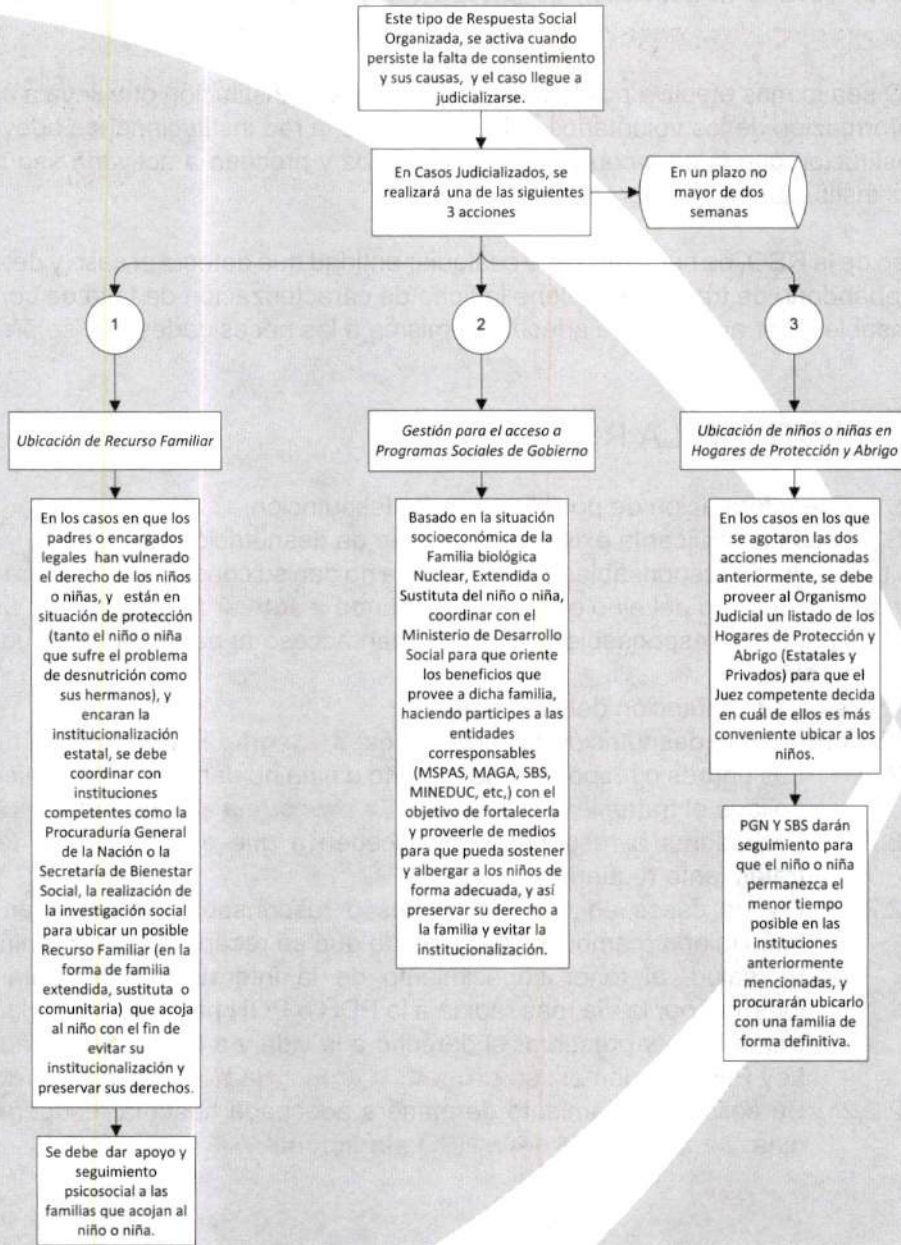 Este tipo de Respuesta Social
Organizada, se activa cuando
persiste la falta de consentimiento
y sus causas, y el caso llegue a
judicializarse.
En Casos Judicializados, se
realizará una de las siguientes
3 acciones
En un plazo no
mayor de dos
semanas
1
2
3
Ubicación de Recurso Familiar
Gestión para el acceso a
Programas Sociales de Gobierno
Ubicación de niños o niñas en
Hogares de Protección y Abrigo
En los casos en que los
padres o encargados
legales han vulnerado
el derecho de los niños
o niñas, y están en
situación de protección
(tanto el niño o niña
que sufre el problema
de desnutrición como
sus hermanos), y
encaran la
institucionalización
estatal, se debe
coordinar con
instituciones
competentes como la
Procuraduría General
de la Nación o la
Secretaría de Bienestar
Social, la realización de
la investigación social
para ubicar un posible
Recurso Familiar (en la
forma de familia
extendida, sustituta o
comunitaria) que acoja
al niño con el fin de
evitar su
institucionalización y
preservar sus derechos.
Se debe dar apoyo y
seguimiento
psicosocial a las
familias que acojan al
niño o niña.
Basado en la situación
socioeconómica de la
Familia biológica
Nuclear, Extendida o
Sustituta del niño o niña,
coordinar con el
Ministerio de Desarrollo
Social para que oriente
los beneficios que
provee a dicha familia,
haciendo participes a las
entidades
corresponsables
(MSPAS, MAGA, SBS,
MINEDUC, etc,) con el
objetivo de fortalecerla
y proveerle de medios
para que pueda sostener
y albergar a los niños de
forma adecuada, y así
preservar su derecho a
la familia y evitar la
institucionalización.
En los casos en los que
se agotaron las dos
acciones mencionadas
anteriormente, se debe
proveer al Organismo
Judicial un listado de los
Hogares de Protección y
Abrigo (Estatales y
Privados) para que el
Juez competente decida
en cuál de ellos es más
conveniente ubicar a los
niños.
PGN Y SBS darán
seguimiento para
que el niño o niña
permanezca el
menor tiempo
posible en las
instituciones
anteriormente
mencionadas, y
procurarán ubicarlo
con una familia de
forma definitiva.